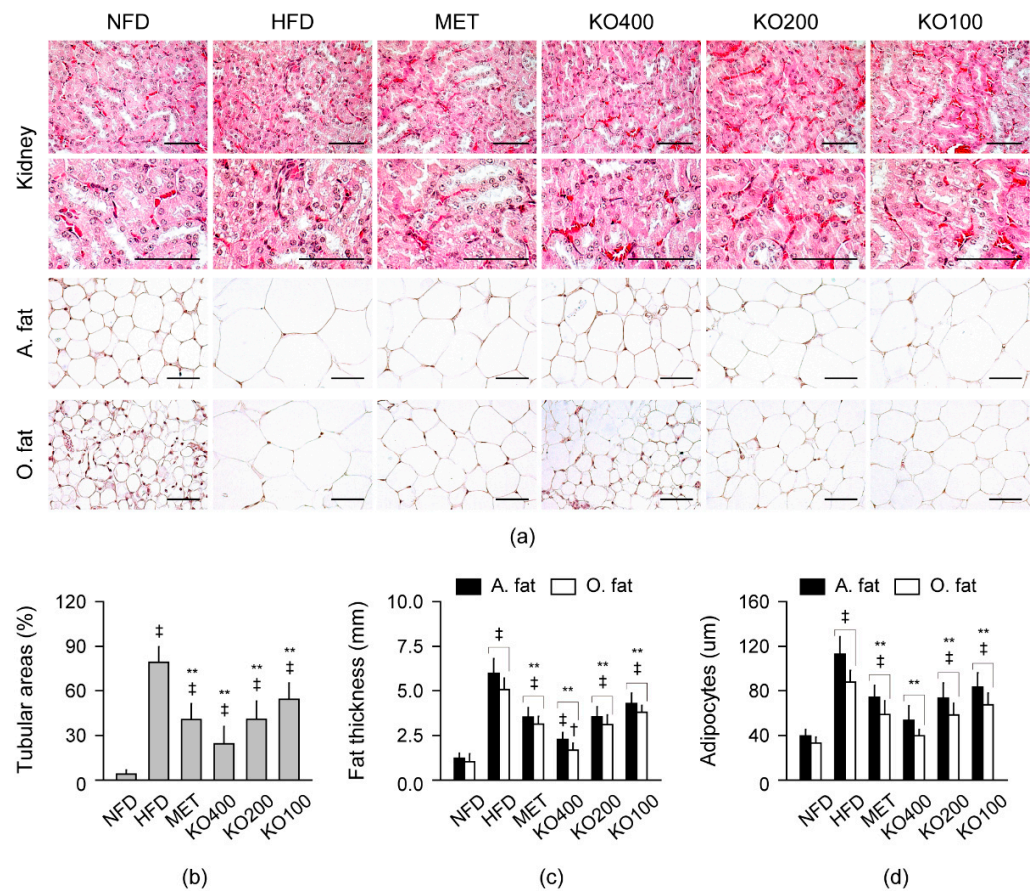 NFD HFD MET KO400 KO200 KO100
Kidney
A. fat
O. fat
(a)
Tubular areas (%)
120
90
60
30
0
‡
**
‡
**
‡
**
‡
**
‡
NFD HFD MET KO400 KO200 KO100
(b)
A. fat O. fat
Fat thickness (mm)
10.0
7.5
5.0
2.5
0.0
‡
**
‡
**
‡ †
**
‡
**
‡
NFD HFD MET KO400 KO200 KO100
(c)
A. fat O. fat
Adipocytes (um)
160
120
80
40
0
‡
**
‡
**
**
‡
**
‡
NFD HFD MET KO400 KO200 KO100
(d)